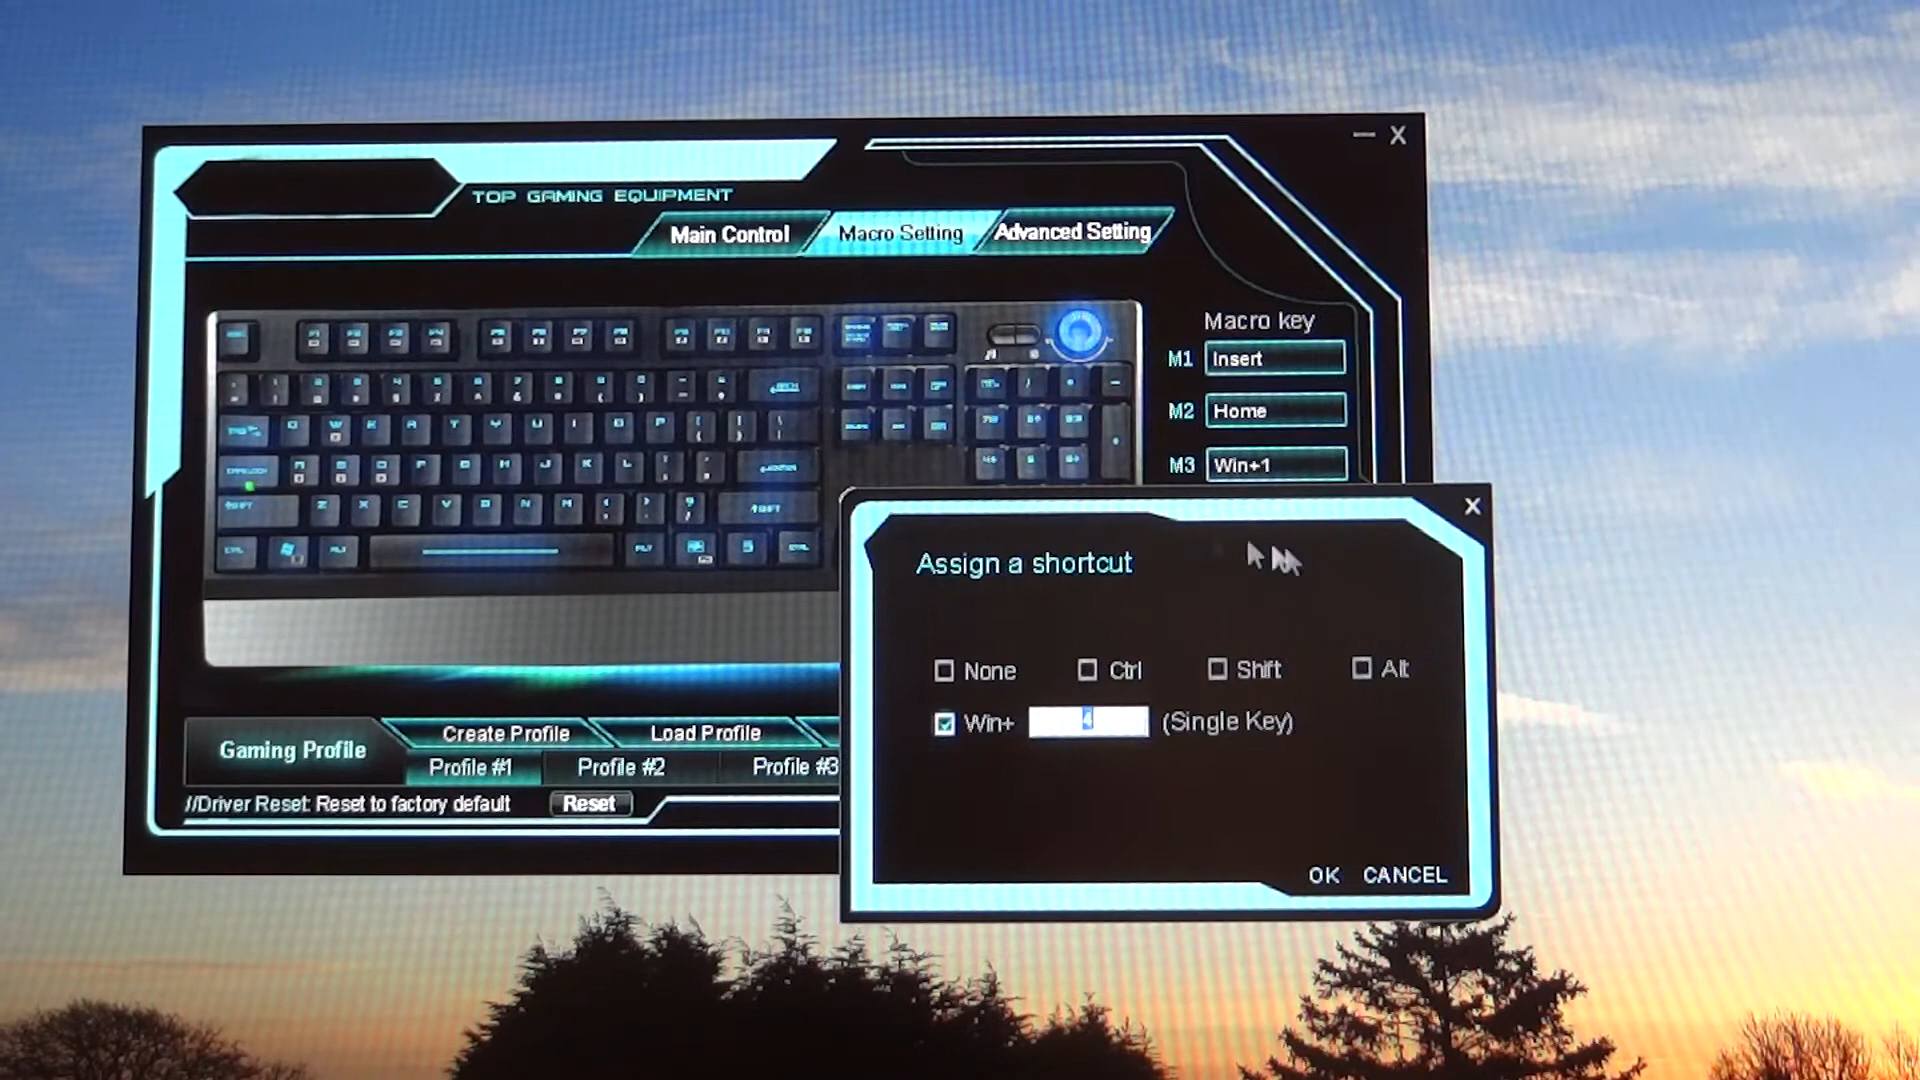 TOP GAMING EQUIPMENT
Main Control
Macro Setting
Advanced Setting
Macro key
M1 Insert
M2 Home
M3 Win+1
Assign a shortcut
None Ctrl Shift Alt
Win+ 4 (Single Key)
OK CANCEL
Gaming Profile
Create Profile
Load Profile
Profile #1
Profile #2
Profile #3
//Driver Reset: Reset to factory default
Reset